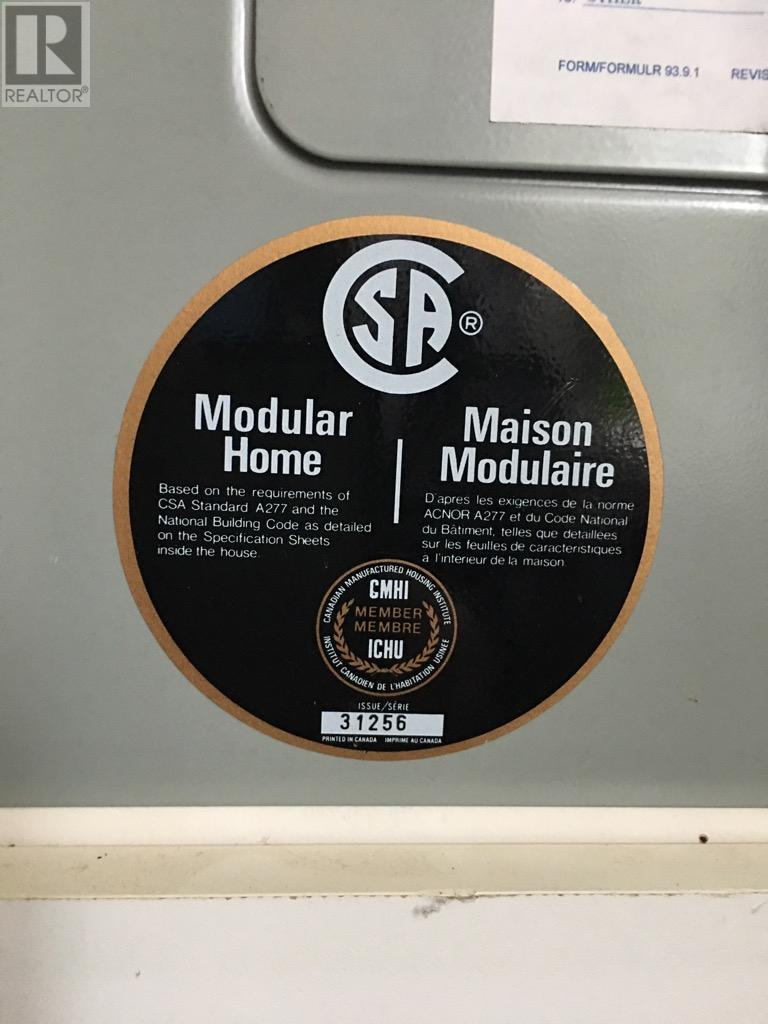 REALTOR®
FORM/FORMULR 93.9.1 REVIS
CSA ®
Modular
Home
Based on the requirements of
CSA Standard A277 and the
National Building Code as detailed
on the Specification Sheets
inside the house.
Maison
Modulaire
D'apres les exigences de la norme
ACNOR A277 et du Code National
du Bâtiment, telles que detaillees
sur les feuilles de caracteristiques
a l'interieur de la maison
CANADIAN MANUFACTURED HOUSING INSTITUTE
CMHI
MEMBER
MEMBRE
ICHU
INSTITUT CANADIEN DE L'HABITATION USINÉE
ISSUE/SÉRIE
31256
PRINTED IN CANADA IMPRIME AU CANADA